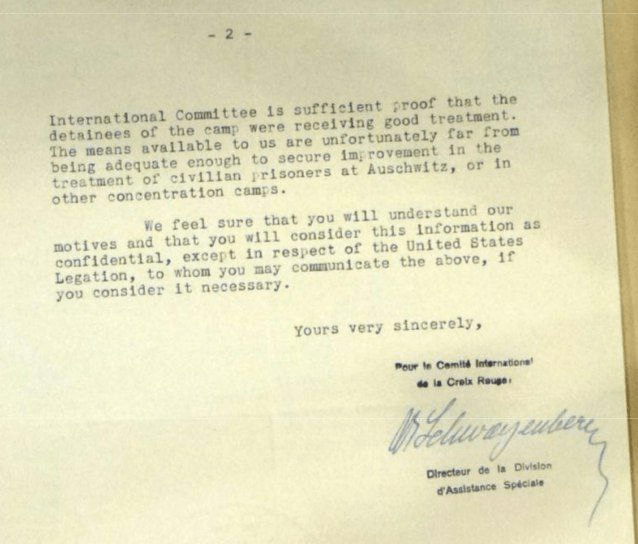 - 2 -
International Committee is sufficient proof that the
detainees of the camp were receiving good treatment.
The means available to us are unfortunately far from
being adequate enough to secure improvement in the
treatment of civilian prisoners at Auschwitz, or in
other concentration camps.
We feel sure that you will understand our
motives and that you will consider this information as
confidential, except in respect of the United States
Legation, to whom you may communicate the above, if
you consider it necessary.
Yours very sincerely,
Pour le Comité International
de la Croix Rouge:
Directeur de la Division
d'Assistance Spéciale